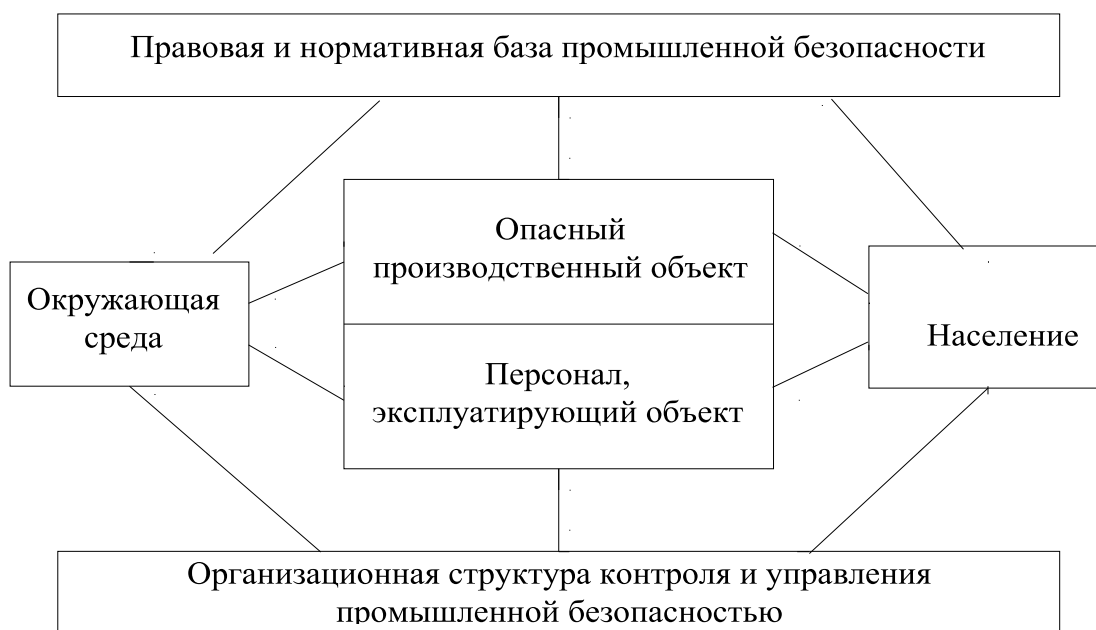 Правовая и нормативная база промышленной безопасности
Опасный
производственный объект
Окружающая
среда
Население
Персонал,
эксплуатирующий объект
Организационная структура контроля и управления
промышленной безопасностью